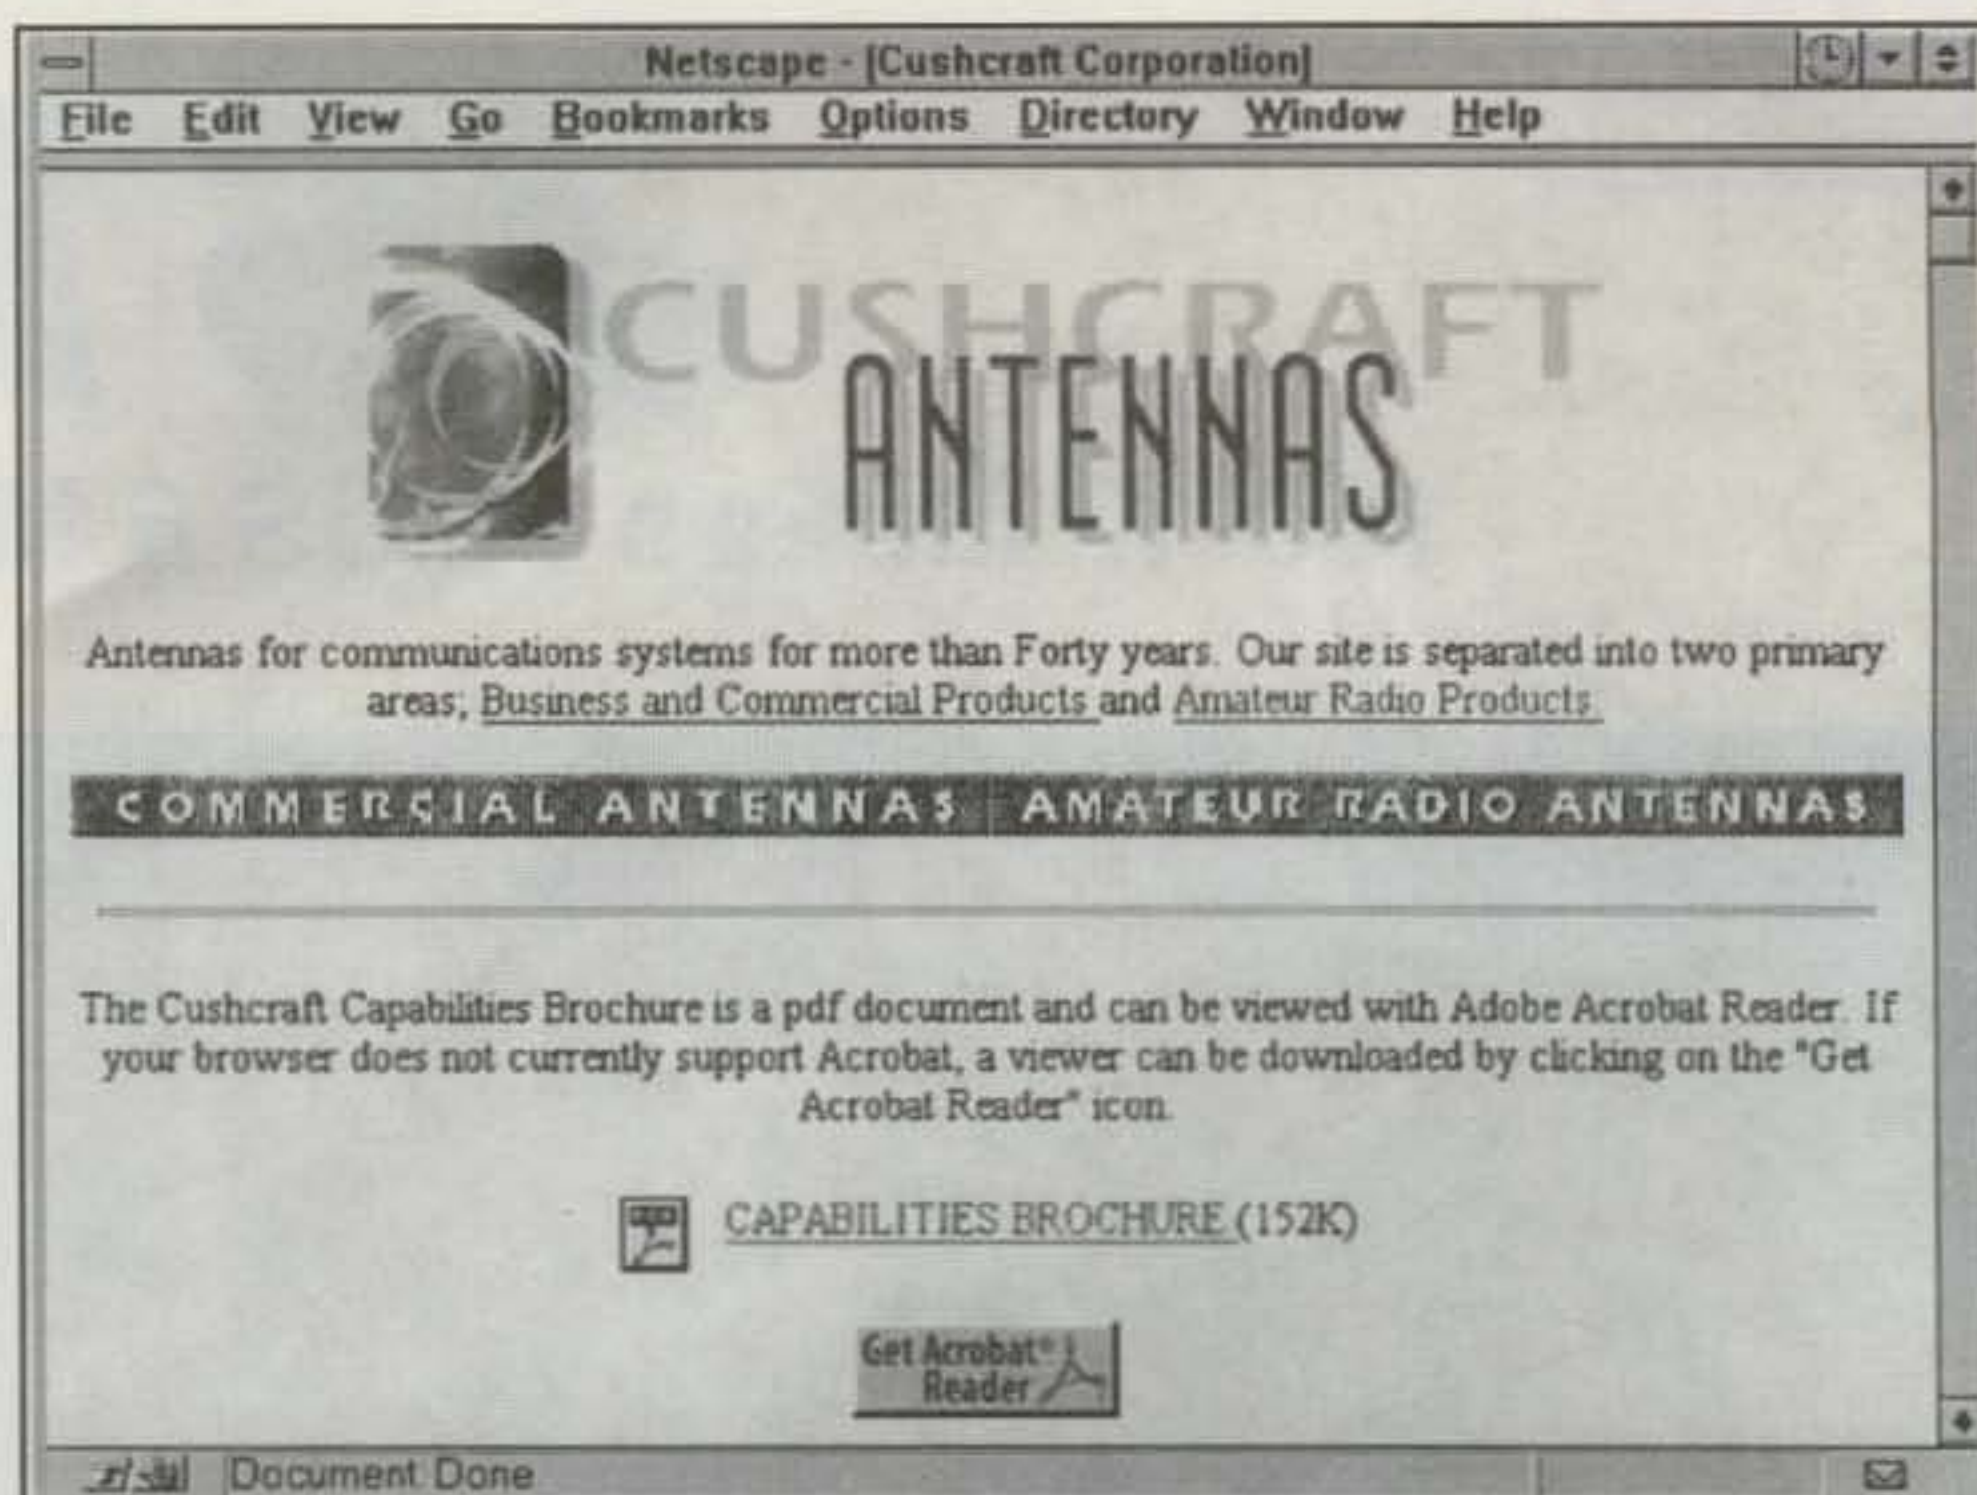 Netscape - [Cushcraft Corporation]
File Edit View Go Bookmarks Options Directory Window Help
CUSHCRAFT
ANTENNAS
Antennas for communications systems for more than Forty years. Our site is separated into two primary
areas; Business and Commercial Products and Amateur Radio Products.
COMMERCIAL ANTENNAS AMATEUR RADIO ANTENNAS
The Cushcraft Capabilities Brochure is a pdf document and can be viewed with Adobe Acrobat Reader. If
your browser does not currently support Acrobat, a viewer can be downloaded by clicking on the "Get
Acrobat Reader" icon.
CAPABILITIES BROCHURE (152K)
Get Acrobat®
Reader
Document: Done